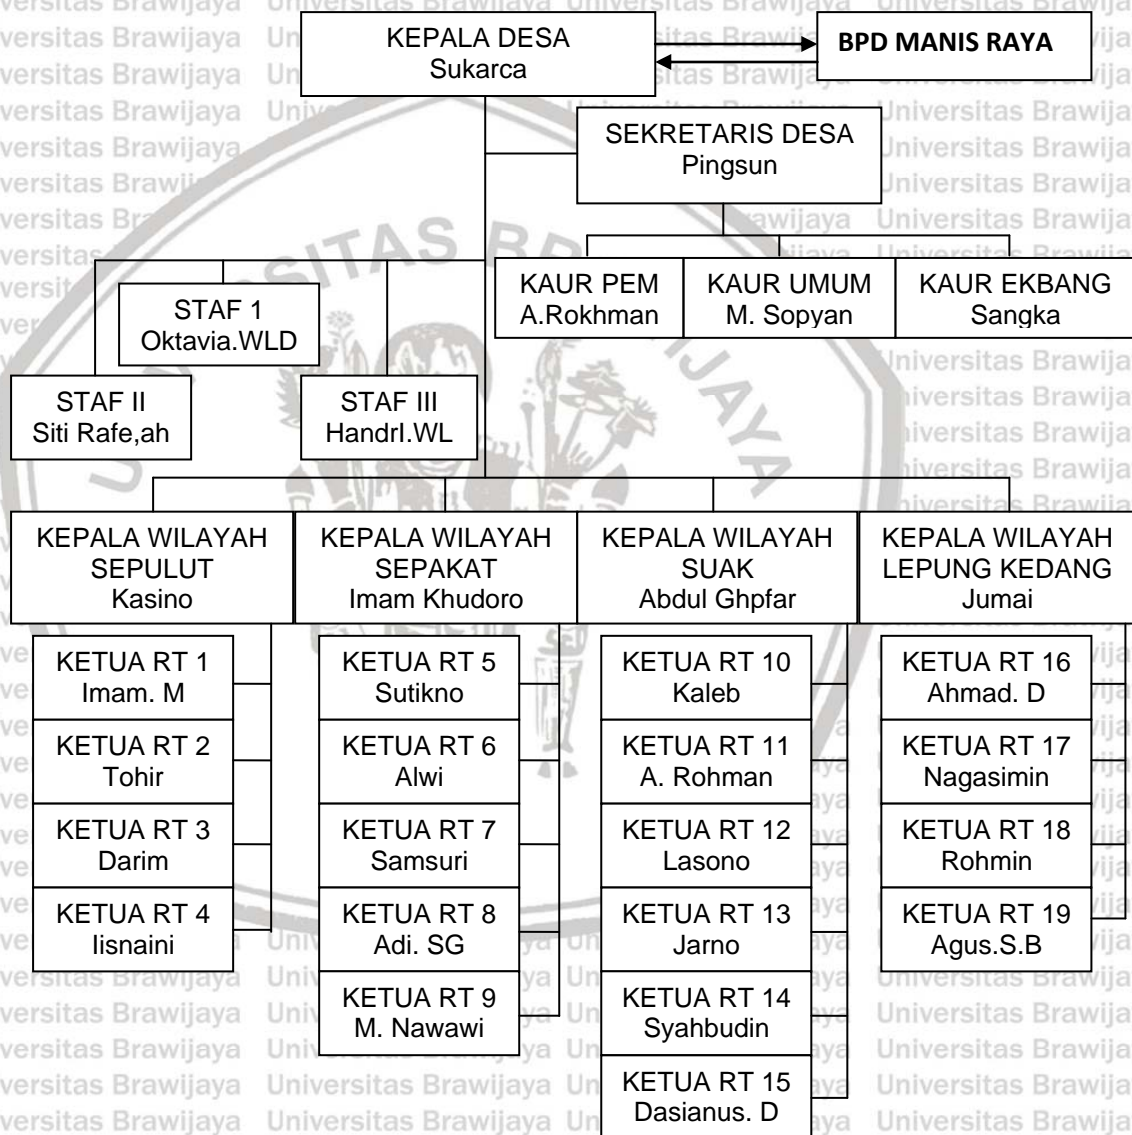 KEPALA DESA
Sukarca
BPD MANIS RAYA
SEKRETARIS DESA
Pingsun
KAUR PEM
A.Rokhman
KAUR UMUM
M. Sopyan
KAUR EKBANG
Sangka
STAF 1
Oktavia.WLD
STAF II
Siti Rafe,ah
STAF III
HandrI.WL
KEPALA WILAYAH
SEPULUT
Kasino
KEPALA WILAYAH
SEPAKAT
Imam Khudoro
KEPALA WILAYAH
SUAK
Abdul Ghpfar
KEPALA WILAYAH
LEPUNG KEDANG
Jumai
KETUA RT 1
Imam. M
KETUA RT 2
Tohir
KETUA RT 3
Darim
KETUA RT 4
Iisnaini
KETUA RT 5
Sutikno
KETUA RT 6
Alwi
KETUA RT 7
Samsuri
KETUA RT 8
Adi. SG
KETUA RT 9
M. Nawawi
KETUA RT 10
Kaleb
KETUA RT 11
A. Rohman
KETUA RT 12
Lasono
KETUA RT 13
Jarno
KETUA RT 14
Syahbudin
KETUA RT 15
Dasianus. D
KETUA RT 16
Ahmad. D
KETUA RT 17
Nagasimin
KETUA RT 18
Rohmin
KETUA RT 19
Agus.S.B